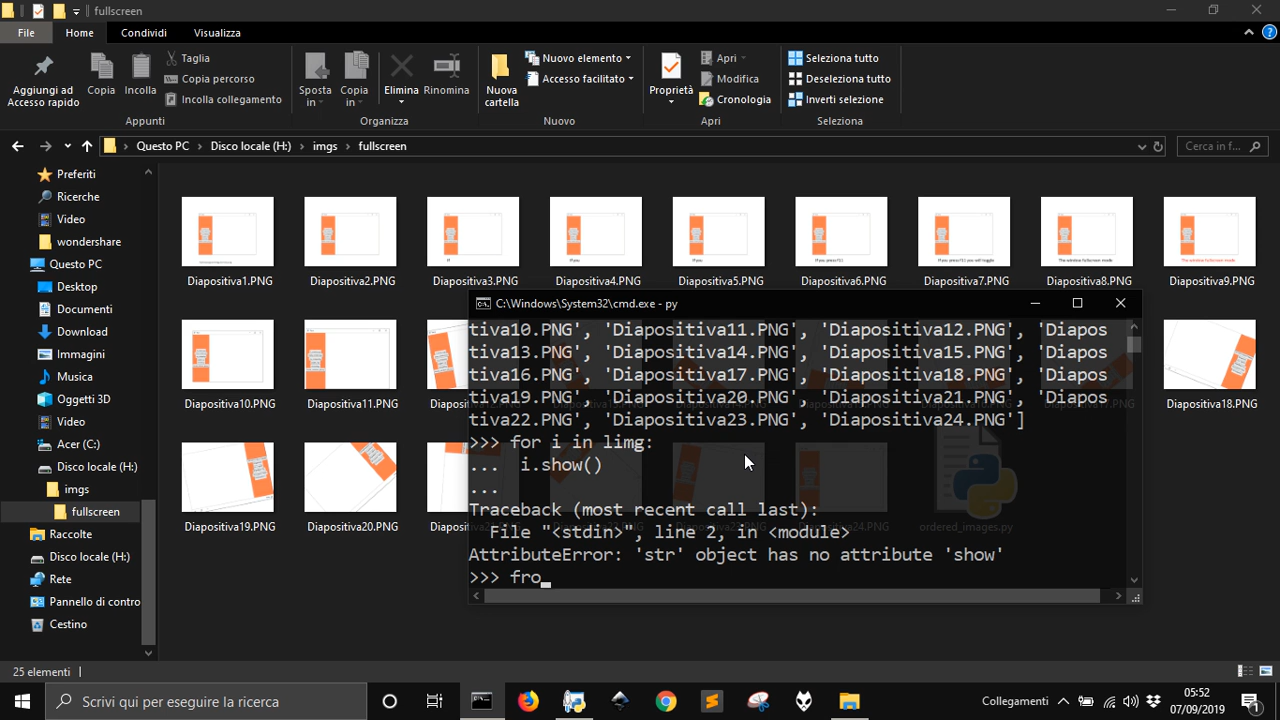 fullscreen
File
Home
Condividi
Visualizza
Aggiungi ad
Accesso rapido
Copia
Incolla
Taglia
Copia percorso
Incolla collegamento
Appunti
Sposta
in
Copia
in
Elimina
Rinomina
Organizza
Nuova
cartella
Nuovo elemento
Accesso facilitato
Nuovo
Proprietà
Apri
Modifica
Cronologia
Apri
Seleziona tutto
Deseleziona tutto
Inverti selezione
Seleziona
Questo PC
Disco locale (H:)
imgs
fullscreen
Cerca in f...
Preferiti
Ricerche
Video
wondershare
Questo PC
Desktop
Documenti
Download
Immagini
Musica
Oggetti 3D
Video
Acer (C:)
Disco locale (H:)
imgs
fullscreen
Raccolte
Disco locale (H:)
Rete
Pannello di contro
Cestino
Diapositiva1.PNG
Diapositiva2.PNG
Diapositiva3.PNG
Diapositiva4.PNG
Diapositiva5.PNG
Diapositiva6.PNG
Diapositiva7.PNG
Diapositiva8.PNG
Diapositiva9.PNG
Diapositiva10.PNG
Diapositiva11.PNG
Diapositiva18.PNG
Diapositiva19.PNG
Diapositiva20.PNG
Diapositiva24.PNG
ordered_images.py
C:\Windows\System32\cmd.exe - py
tiva10.PNG', 'Diapositiva11.PNG', 'Diapositiva12.PNG', 'Diapos
tiva13.PNG', 'Diapositiva14.PNG', 'Diapositiva15.PNG', 'Diapos
tiva16.PNG', 'Diapositiva17.PNG', 'Diapositiva18.PNG', 'Diapos
tiva19.PNG', 'Diapositiva20.PNG', 'Diapositiva21.PNG', 'Diapos
tiva22.PNG', 'Diapositiva23.PNG', 'Diapositiva24.PNG']
>>> for i in limg:
...  i.show()
...
Traceback (most recent call last):
  File "<stdin>", line 2, in <module>
AttributeError: 'str' object has no attribute 'show'
>>> fro_
25 elementi
Scrivi qui per eseguire la ricerca
Collegamenti
05:52
07/09/2019